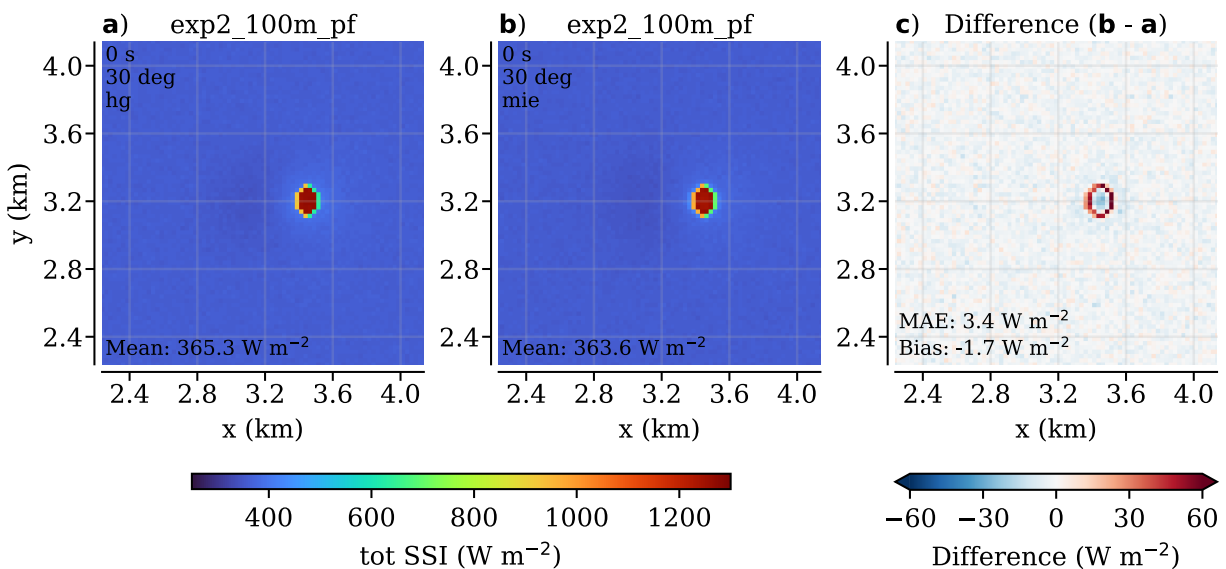 a)
exp2_100m_pf
b)
exp2_100m_pf
c)
Difference (b - a)
0 s
30 deg
hg
0 s
30 deg
mie
4.0
3.6
3.2
2.8
2.4
y (km)
4.0
3.6
3.2
2.8
2.4
4.0
3.6
3.2
2.8
2.4
Mean: 365.3 W m⁻²
Mean: 363.6 W m⁻²
MAE: 3.4 W m⁻²
Bias: -1.7 W m⁻²
2.4 2.8 3.2 3.6 4.0
2.4 2.8 3.2 3.6 4.0
2.4 2.8 3.2 3.6 4.0
x (km)
x (km)
x (km)
400 600 800 1000 1200
tot SSI (W m⁻²)
−60 −30 0 30 60
Difference (W m⁻²)